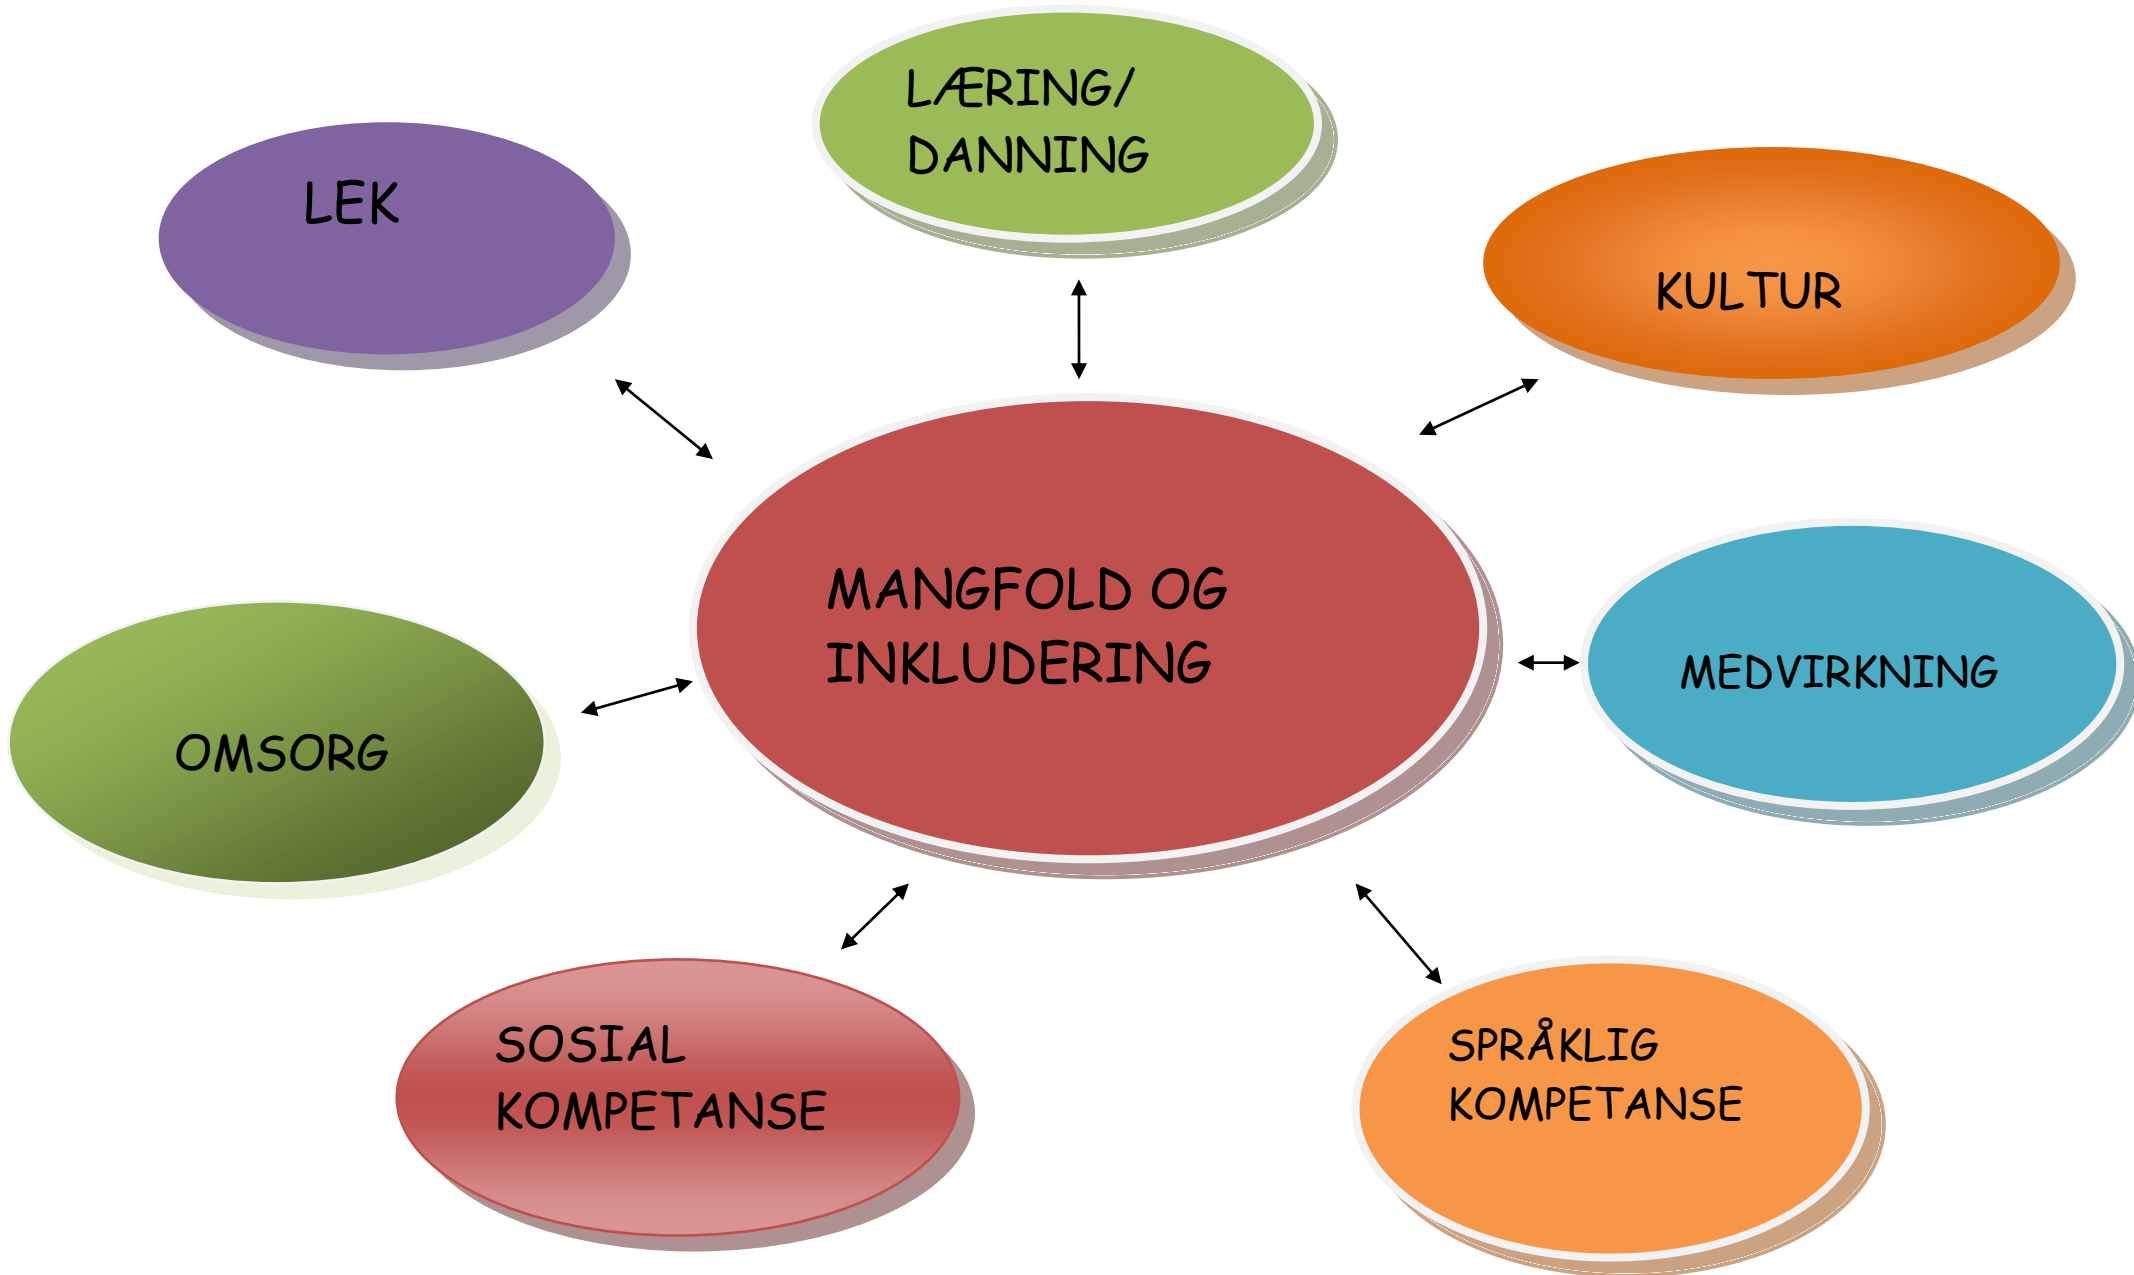 LÆRING/
DANNING
LEK
KULTUR
MANGFOLD OG
INKLUDERING
MEDVIRKNING
OMSORG
SOSIAL
KOMPETANSE
SPRÅKLIG
KOMPETANSE